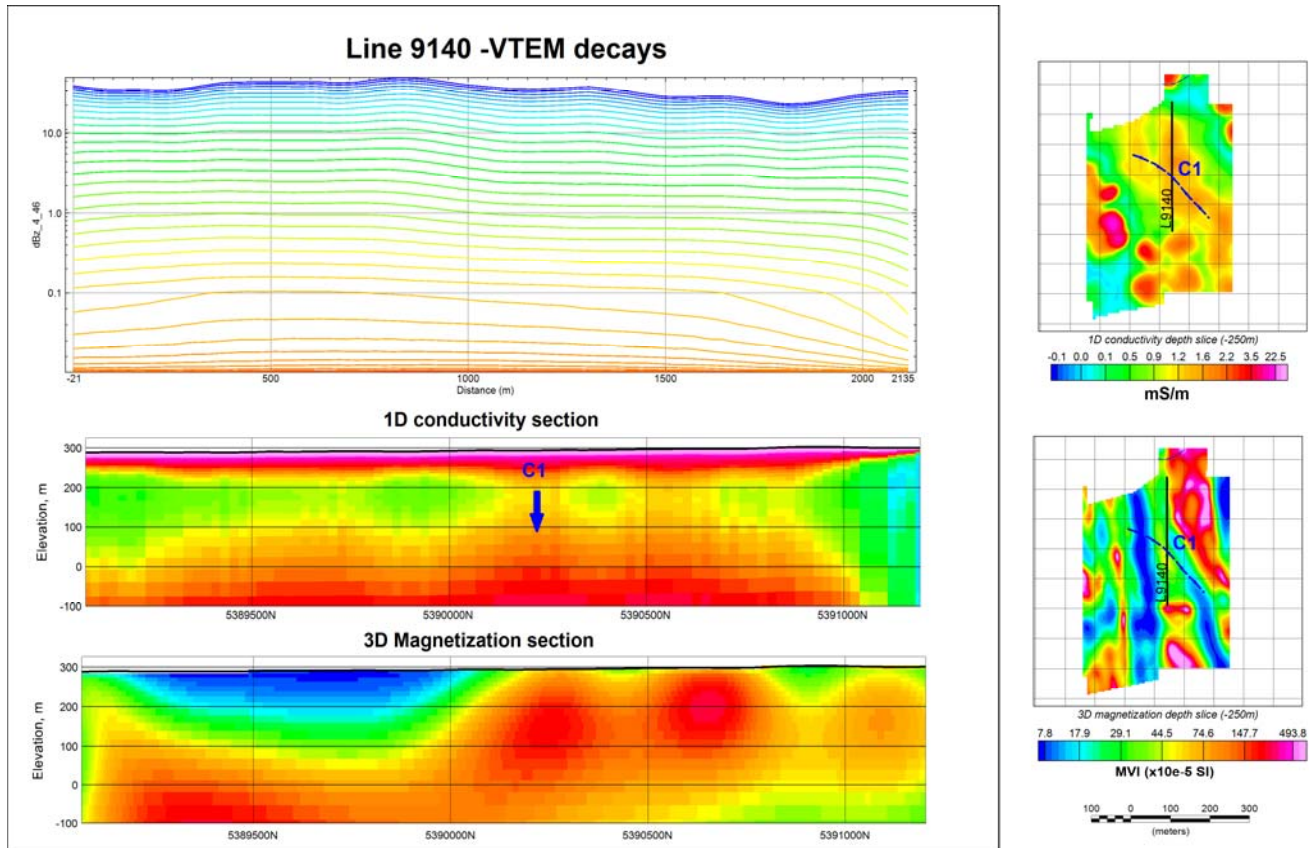 Line 9140 -VTEM decays
dBz_4_46
10.0
1.0
0.1
-21
500
1000
1500
2000
2135
Distance (m)
1D conductivity section
Elevation, m
300
200
100
0
-100
C1
5389500N
5390000N
5390500N
5391000N
3D Magnetization section
Elevation, m
300
200
100
0
-100
5389500N
5390000N
5390500N
5391000N
C1
L9140
1D conductivity depth slice (-250m)
-0.1 0.0 0.1 0.5 0.9 1.2 1.6 2.2 3.5 22.5
mS/m
C1
L9140
3D magnetization depth slice (-250m)
7.8 17.9 29.1 44.5 74.6 147.7 493.8
MVI (x10e-5 SI)
100 0 100 200 300
(meters)